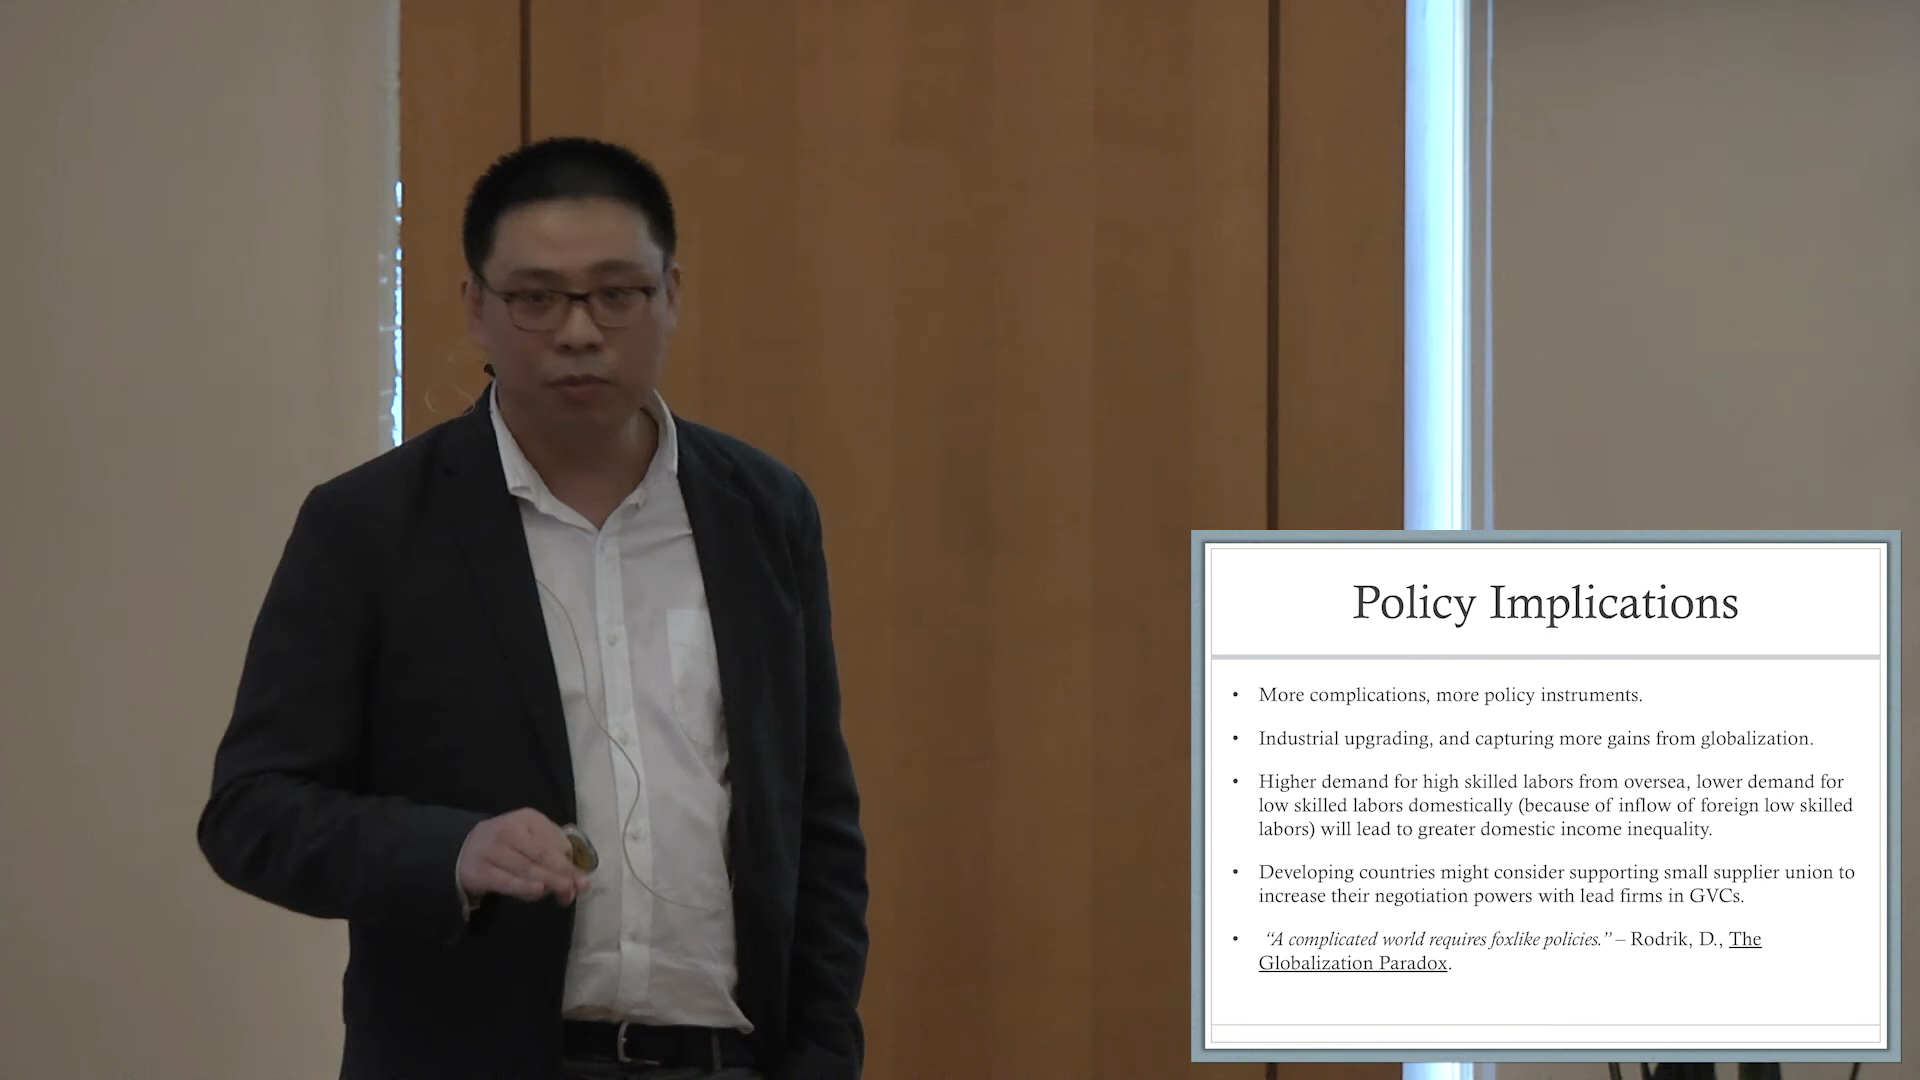 Policy Implications
• More complications, more policy instruments.
• Industrial upgrading, and capturing more gains from globalization.
• Higher demand for high skilled labors from oversea, lower demand for
low skilled labors domestically (because of inflow of foreign low skilled
labors) will lead to greater domestic income inequality.
• Developing countries might consider supporting small supplier union to
increase their negotiation powers with lead firms in GVCs.
• “A complicated world requires foxlike policies.” – Rodrik, D., The
Globalization Paradox.